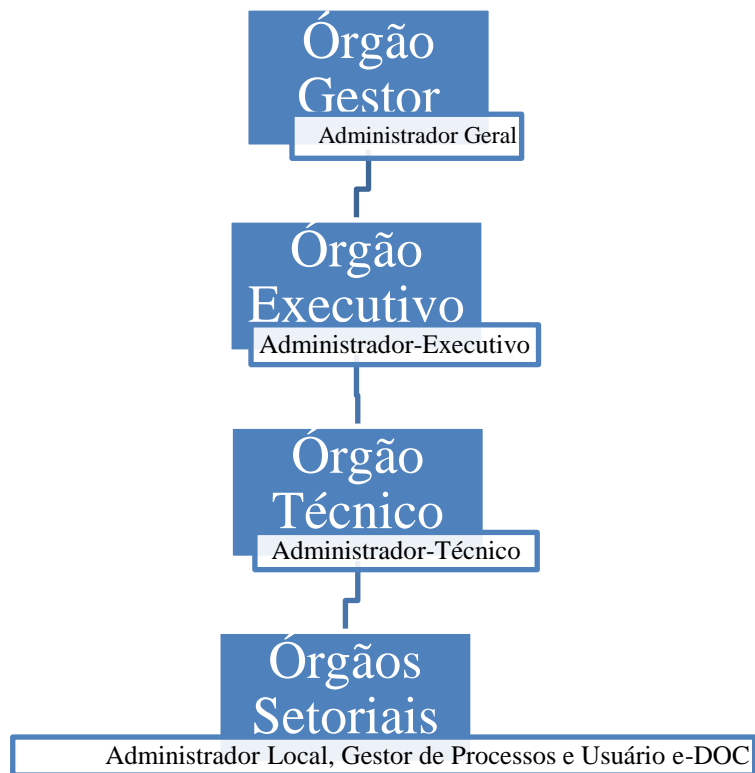 Órgão
Gestor
Administrador Geral
Órgão
Executivo
Administrador-Executivo
Órgão
Técnico
Administrador-Técnico
Órgãos
Setoriais
Administrador Local, Gestor de Processos e Usuário e-DOC